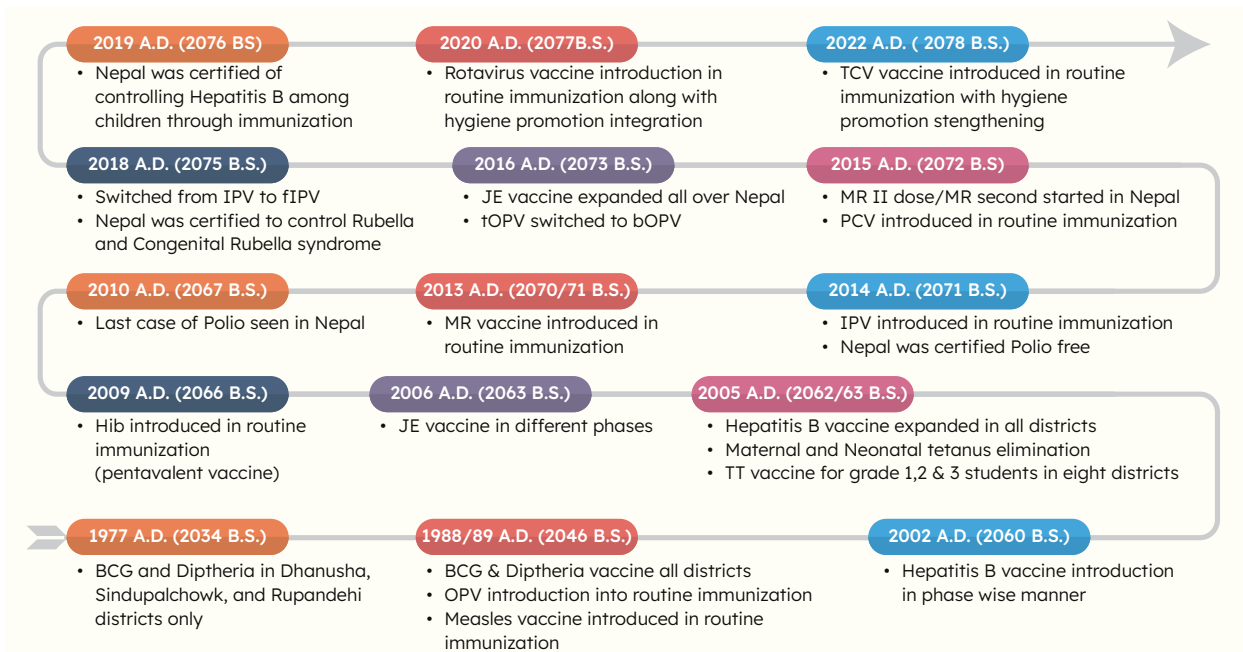 2019 A.D. (2076 BS)
• Nepal was certified of
controlling Hepatitis B among
children through immunization
2020 A.D. (2077B.S.)
• Rotavirus vaccine introduction in
routine immunization along with
hygiene promotion integration
2022 A.D. ( 2078 B.S.)
• TCV vaccine introduced in routine
immunization with hygiene
promotion stengthening
2018 A.D. (2075 B.S.)
• Switched from IPV to fIPV
• Nepal was certified to control Rubella
and Congenital Rubella syndrome
2016 A.D. (2073 B.S.)
• JE vaccine expanded all over Nepal
• tOPV switched to bOPV
2015 A.D. (2072 B.S)
• MR II dose/MR second started in Nepal
• PCV introduced in routine immunization
2010 A.D. (2067 B.S.)
• Last case of Polio seen in Nepal
2013 A.D. (2070/71 B.S.)
• MR vaccine introduced in
routine immunization
2014 A.D. (2071 B.S.)
• IPV introduced in routine immunization
• Nepal was certified Polio free
2009 A.D. (2066 B.S.)
• Hib introduced in routine
immunization
(pentavalent vaccine)
2006 A.D. (2063 B.S.)
• JE vaccine in different phases
2005 A.D. (2062/63 B.S.)
• Hepatitis B vaccine expanded in all districts
• Maternal and Neonatal tetanus elimination
• TT vaccine for grade 1,2 & 3 students in eight districts
1977 A.D. (2034 B.S.)
• BCG and Diptheria in Dhanusha,
Sindupalchowk, and Rupandehi
districts only
1988/89 A.D. (2046 B.S.)
• BCG & Diptheria vaccine all districts
• OPV introduction into routine immunization
• Measles vaccine introduced in routine
immunization
2002 A.D. (2060 B.S.)
• Hepatitis B vaccine introduction
in phase wise manner